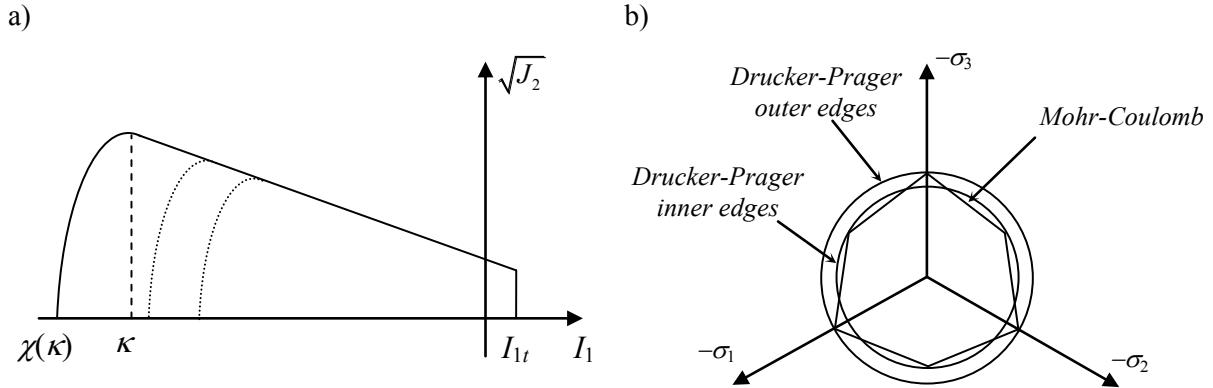 a)
√J₂
χ(κ)
κ
I₁ₜ
I₁
b)
−σ₃
Drucker-Prager
outer edges
Mohr-Coulomb
Drucker-Prager
inner edges
−σ₁
−σ₂